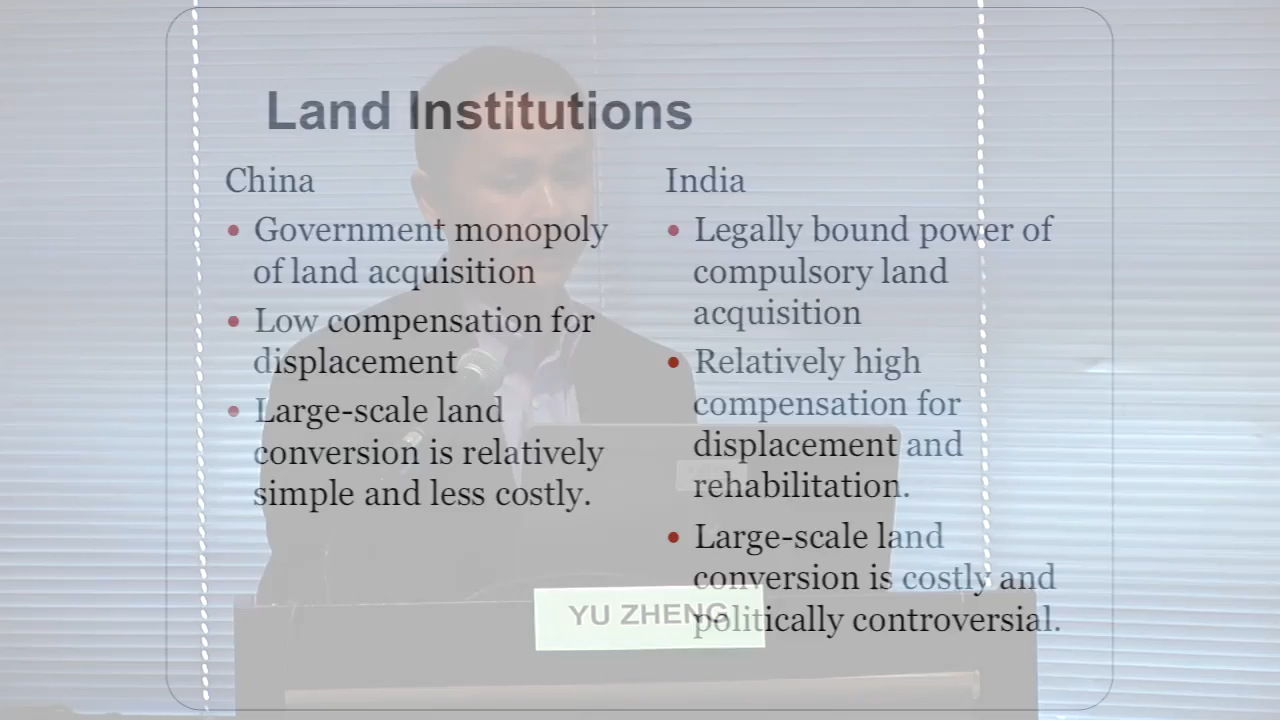 Land Institutions
China
• Government monopoly
of land acquisition
• Low compensation for
displacement
• Large-scale land
conversion is relatively
simple and less costly.
India
• Legally bound power of
compulsory land
acquisition
• Relatively high
compensation for
displacement and
rehabilitation.
• Large-scale land
conversion is costly and
politically controversial.
YU ZHENG